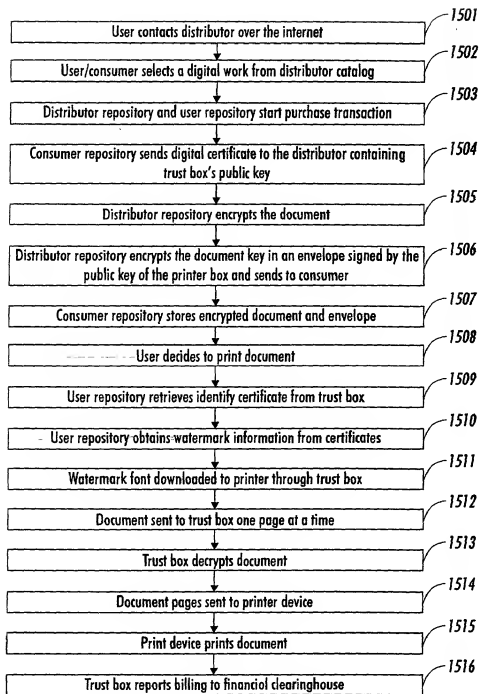 1501
User contacts distributor over the internet
1502
User/consumer selects a digital work from distributor catalog
1503
Distributor repository and user repository start purchase transaction
1504
Consumer repository sends digital certificate to the distributor containing
trust box's public key
1505
Distributor repository encrypts the document
1506
Distributor repository encrypts the document key in an envelope signed by the
public key of the printer box and sends to consumer
1507
Consumer repository stores encrypted document and envelope
1508
User decides to print document
1509
User repository retrieves identify certificate from trust box
1510
User repository obtains watermark information from certificates
1511
Watermark font downloaded to printer through trust box
1512
Document sent to trust box one page at a time
1513
Trust box decrypts document
1514
Document pages sent to printer device
1515
Print device prints document
1516
Trust box reports billing to financial clearinghouse